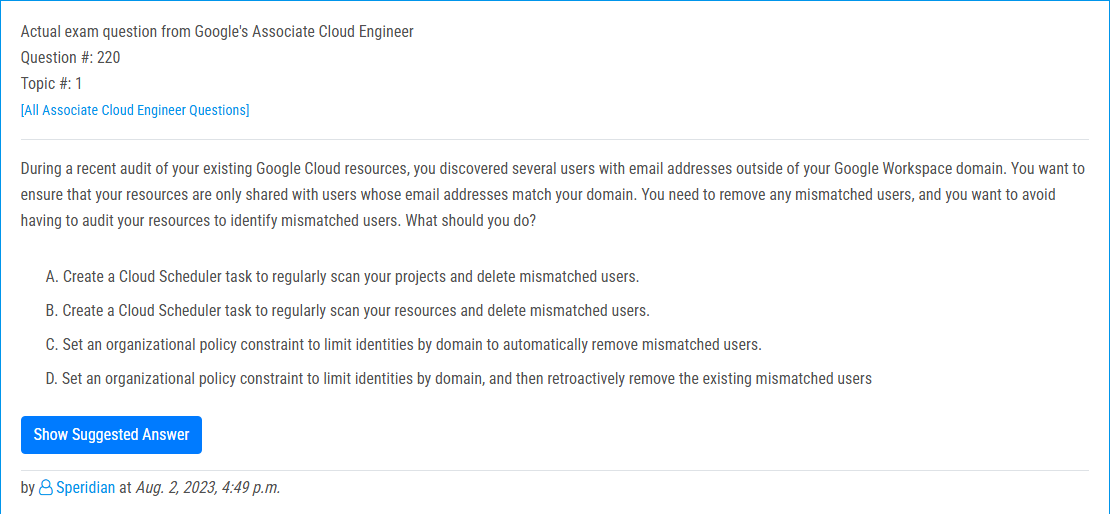 Actual exam question from Google's Associate Cloud Engineer
Question #: 220
Topic #: 1
[All Associate Cloud Engineer Questions]
During a recent audit of your existing Google Cloud resources, you discovered several users with email addresses outside of your Google Workspace domain. You want to
ensure that your resources are only shared with users whose email addresses match your domain. You need to remove any mismatched users, and you want to avoid
having to audit your resources to identify mismatched users. What should you do?
A. Create a Cloud Scheduler task to regularly scan your projects and delete mismatched users.
B. Create a Cloud Scheduler task to regularly scan your resources and delete mismatched users.
C. Set an organizational policy constraint to limit identities by domain to automatically remove mismatched users.
D. Set an organizational policy constraint to limit identities by domain, and then retroactively remove the existing mismatched users
Show Suggested Answer
by Speridian at Aug. 2, 2023, 4:49 p.m.